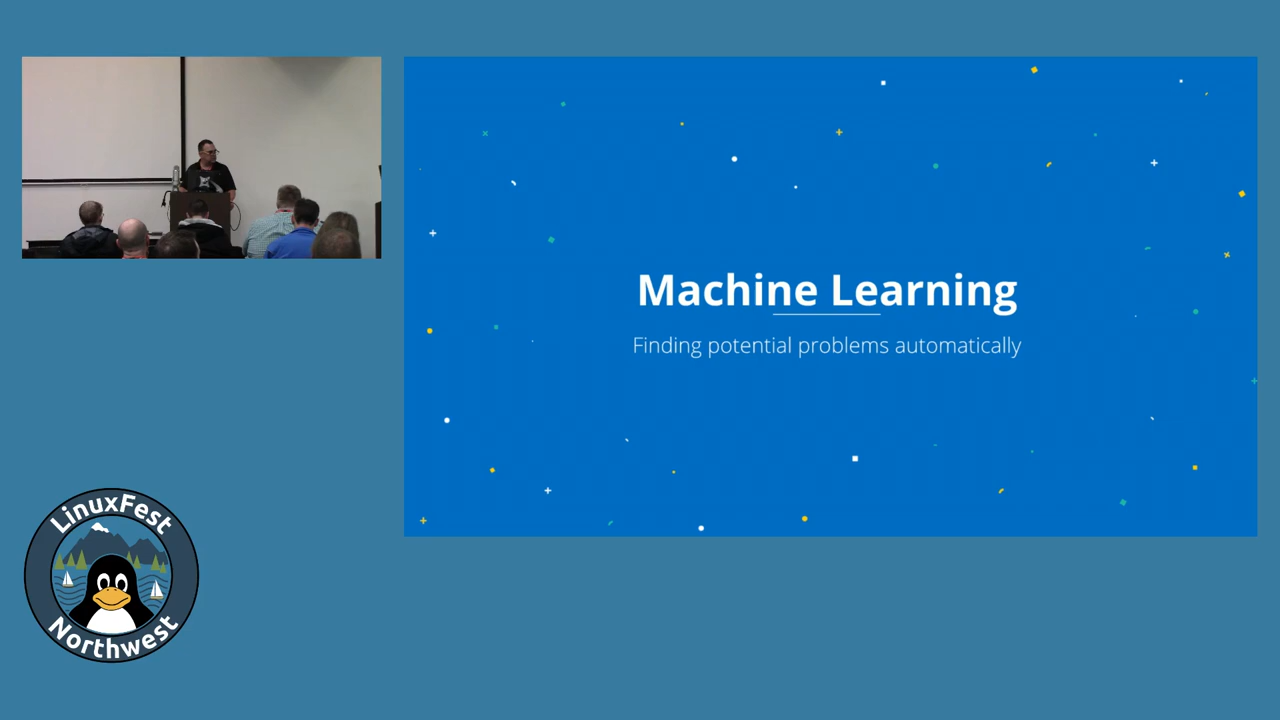 Machine Learning
Finding potential problems automatically
LinuxFest
Northwest